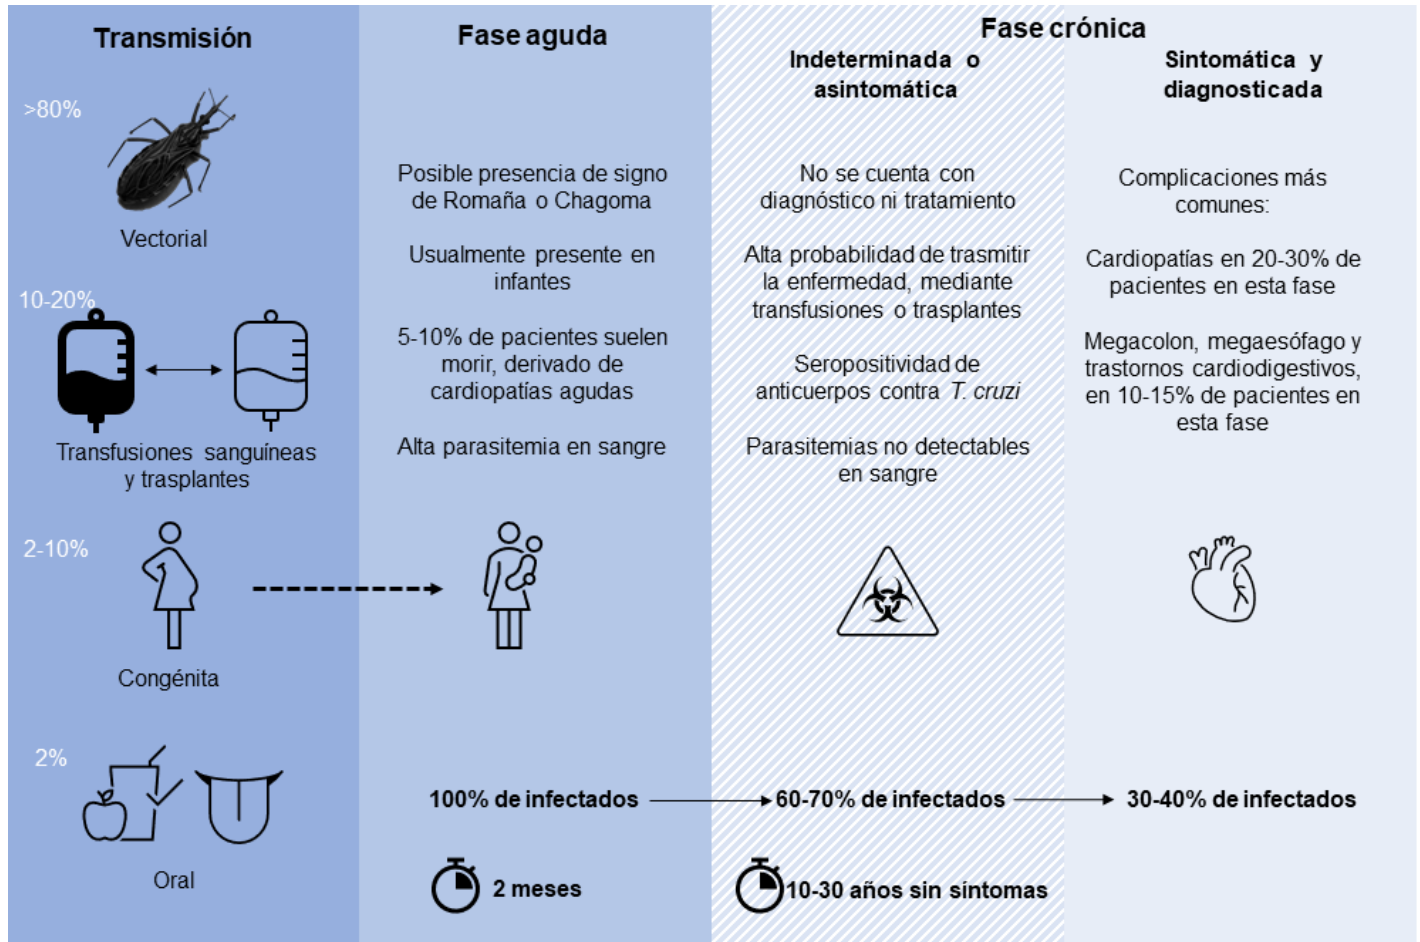 Transmisión
>80%
Vectorial
10-20%
Transfusiones sanguíneas
y trasplantes
2-10%
Congénita
2%
Oral
Fase aguda
Posible presencia de signo
de Romaña o Chagoma
Usualmente presente en
infantes
5-10% de pacientes suelen
morir, derivado de
cardiopatías agudas
Alta parasitemia en sangre
100% de infectados
2 meses
Fase crónica
Indeterminada o
asintomática
No se cuenta con
diagnóstico ni tratamiento
Alta probabilidad de trasmitir
la enfermedad, mediante
transfusiones o trasplantes
Seropositividad de
anticuerpos contra T. cruzi
Parasitemias no detectables
en sangre
60-70% de infectados
10-30 años sin síntomas
Sintomática y
diagnosticada
Complicaciones más
comunes:
Cardiopatías en 20-30% de
pacientes en esta fase
Megacolon, megaesófago y
trastornos cardiodigestivos,
en 10-15% de pacientes en
esta fase
30-40% de infectados